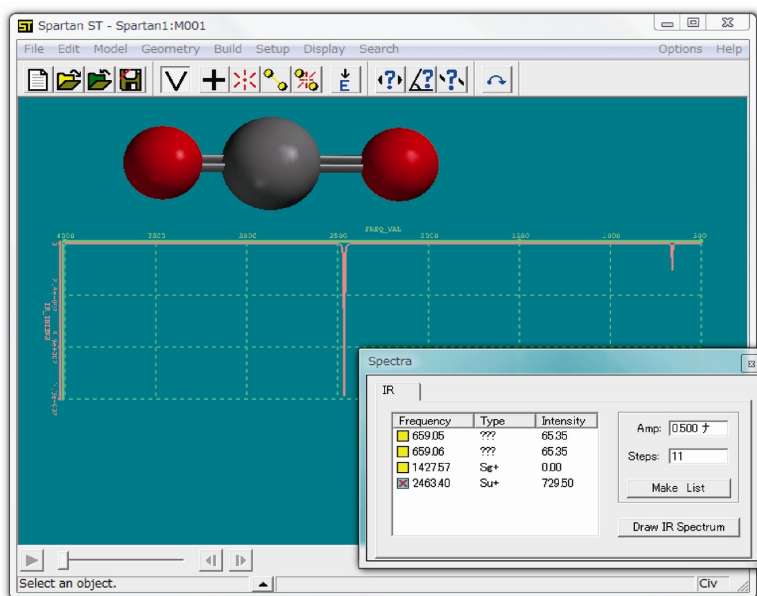 ST Spartan ST - Spartan1:M001
File Edit Model Geometry Build Setup Display Search Options Help
E
FREQ_VAL
4000 3500 3000 2500 2000 1500 1000 500
Spectra
IR
Frequency Type Intensity
659.05 ??? 65.35
659.06 ??? 65.35
1427.57 Sg+ 0.00
2463.40 Su+ 729.50
Amp: 0.500 ナ
Steps: 11
Make List
Draw IR Spectrum
Select an object. Civ